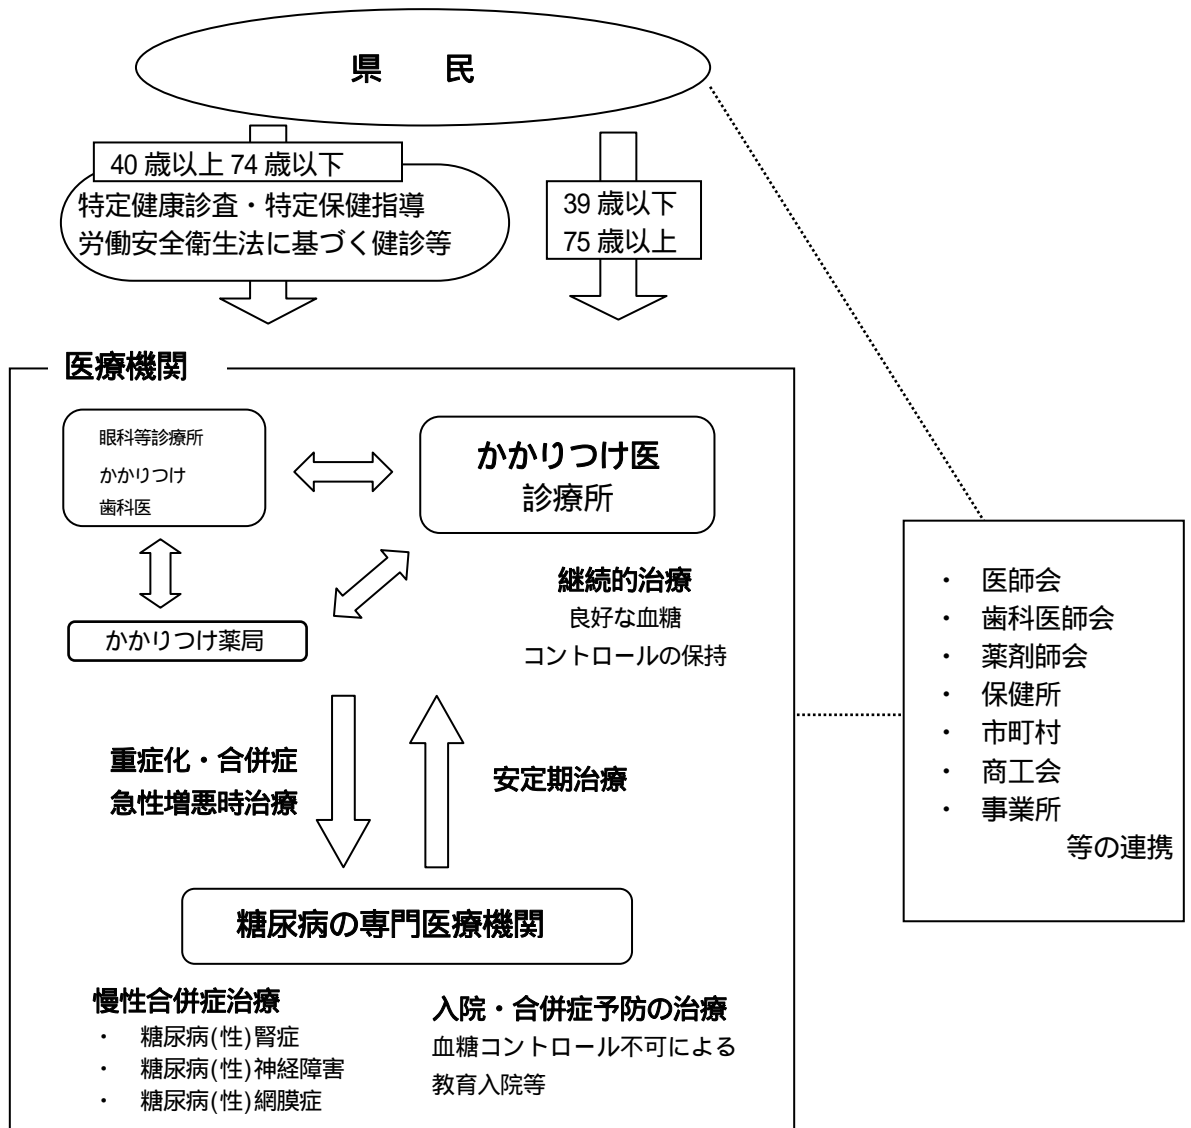 県　　民
40 歳以上 74 歳以下
特定健康診査・特定保健指導
労働安全衛生法に基づく健診等
39 歳以下
75 歳以上
医療機関
眼科等診療所
かかりつけ
歯科医
かかりつけ医
診療所
かかりつけ薬局
継続的治療
良好な血糖
コントロールの保持
重症化・合併症
急性増悪時治療
安定期治療
糖尿病の専門医療機関
慢性合併症治療
・　糖尿病(性)腎症
・　糖尿病(性)神経障害
・　糖尿病(性)網膜症
入院・合併症予防の治療
血糖コントロール不可による
教育入院等
・　医師会
・　歯科医師会
・　薬剤師会
・　保健所
・　市町村
・　商工会
・　事業所
等の連携